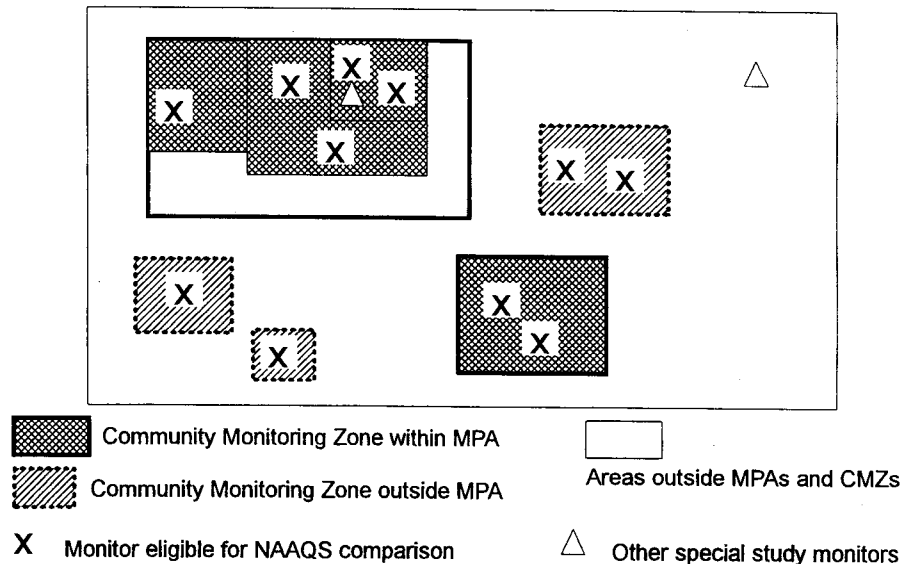 X
X
X
X
X
X
X
X
X
X
X
Community Monitoring Zone within MPA
Areas outside MPAs and CMZs
Community Monitoring Zone outside MPA
X Monitor eligible for NAAQS comparison
Other special study monitors